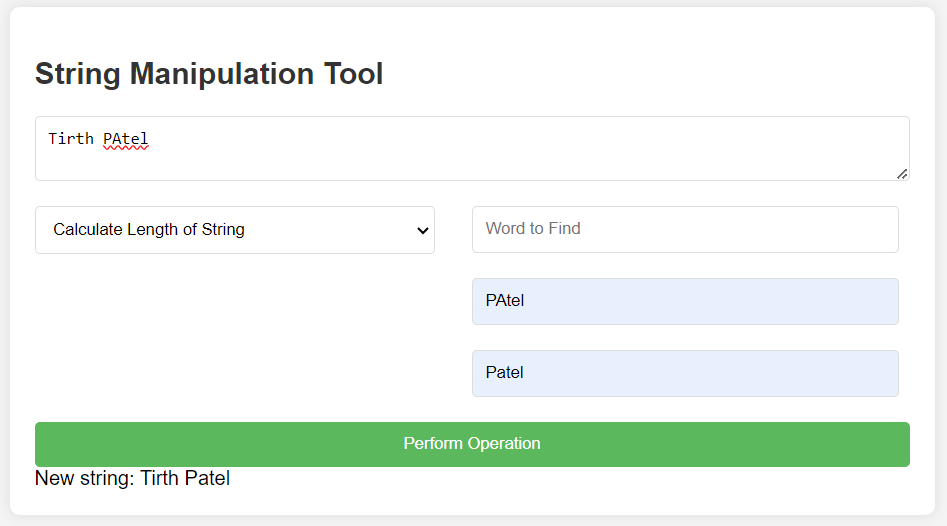 String Manipulation Tool
Tirth PAtel
Calculate Length of String
Word to Find
PAtel
Patel
Perform Operation
New string: Tirth Patel